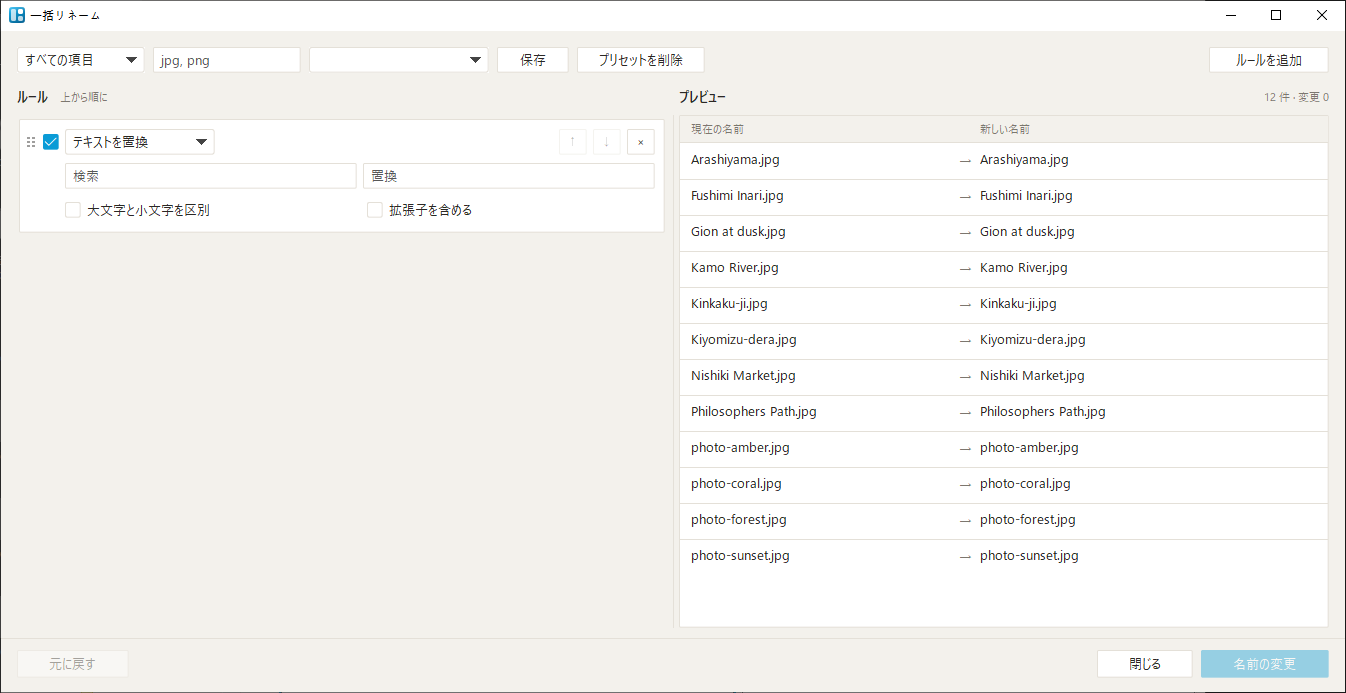 一括リネーム
すべての項目 jpg, png 保存 プリセットを削除 ルールを追加
ルール 上から順に
テキストを置換 ↑ ↓ ×
検索 置換
大文字と小文字を区別 拡張子を含める
プレビュー 12 件 · 変更 0
現在の名前 新しい名前
Arashiyama.jpg → Arashiyama.jpg
Fushimi Inari.jpg → Fushimi Inari.jpg
Gion at dusk.jpg → Gion at dusk.jpg
Kamo River.jpg → Kamo River.jpg
Kinkaku-ji.jpg → Kinkaku-ji.jpg
Kiyomizu-dera.jpg → Kiyomizu-dera.jpg
Nishiki Market.jpg → Nishiki Market.jpg
Philosophers Path.jpg → Philosophers Path.jpg
photo-amber.jpg → photo-amber.jpg
photo-coral.jpg → photo-coral.jpg
photo-forest.jpg → photo-forest.jpg
photo-sunset.jpg → photo-sunset.jpg
元に戻す 閉じる 名前の変更